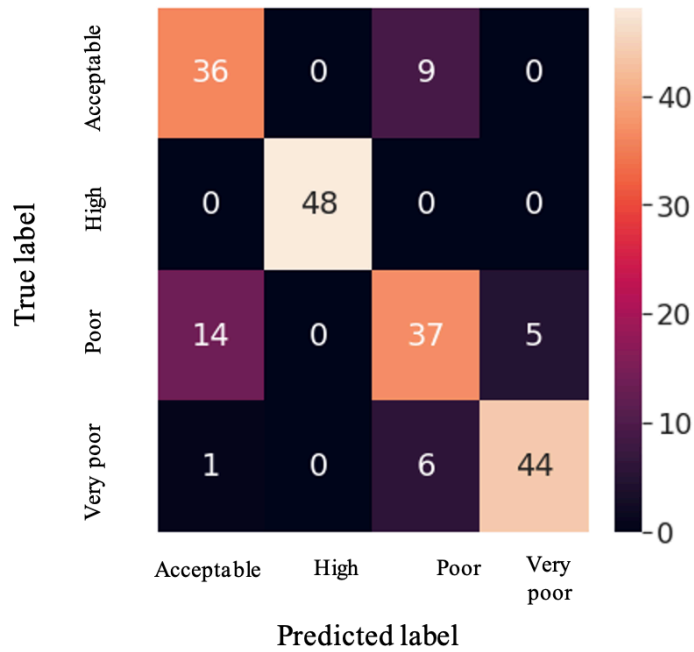 Acceptable
36 0 9 0
High
0 48 0 0
Poor
14 0 37 5
Very poor
1 0 6 44
True label
Acceptable High Poor Very
poor
Predicted label
40
30
20
10
0